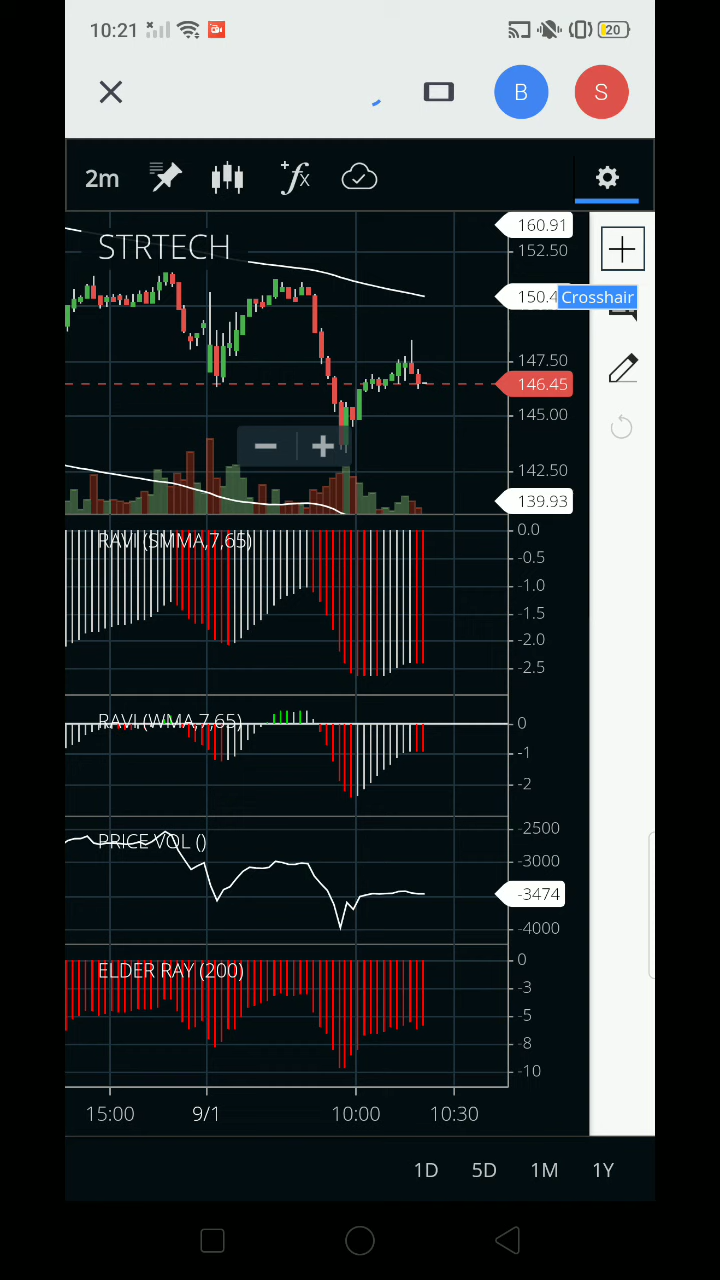 10:21
20
B
S
2m
fx
STRTECH
160.91
152.50
150.4
Crosshair
147.50
146.45
145.00
142.50
139.93
RAVI (SMMA,7,65)
0.0
-0.5
-1.0
-1.5
-2.0
-2.5
RAVI (WMA,7,65)
0
-1
-2
PRICE VOL ()
-2500
-3000
-3474
-4000
ELDER RAY (200)
0
-3
-5
-8
-10
15:00 9/1 10:00 10:30
1D 5D 1M 1Y